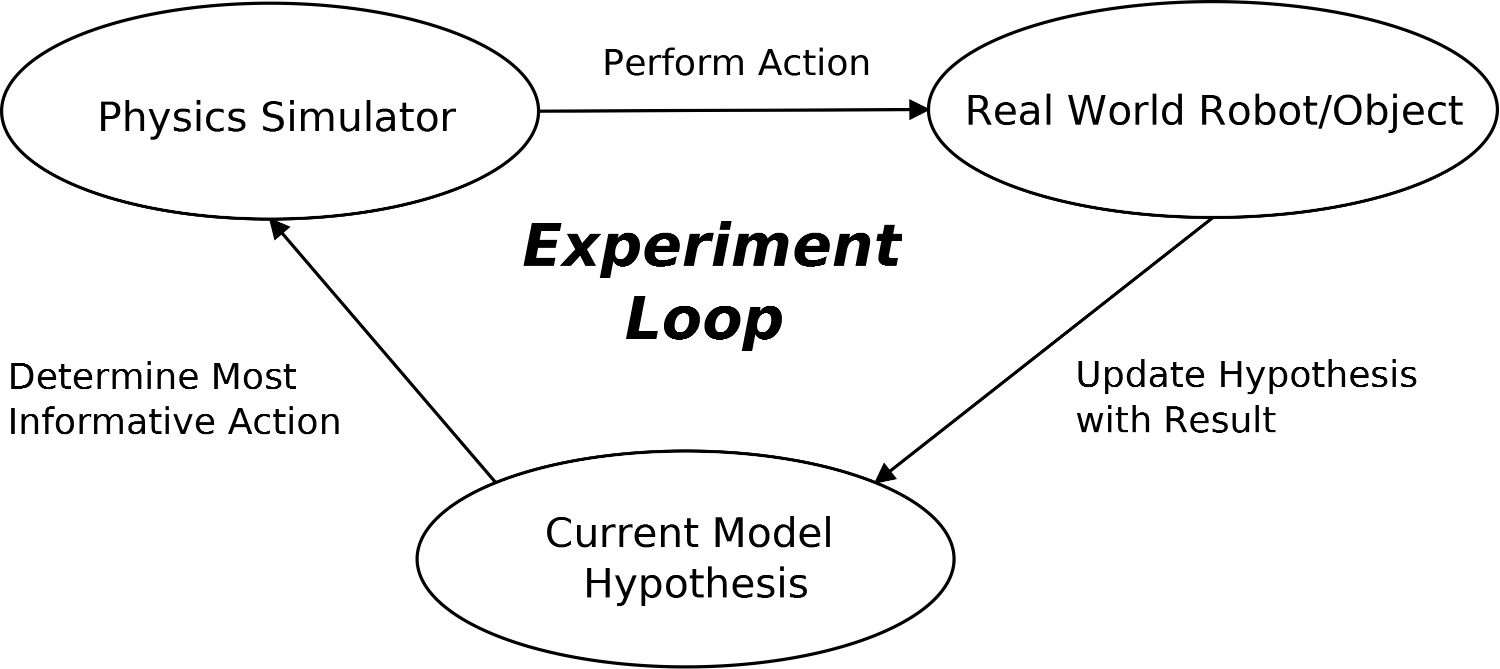 Perform Action
Physics Simulator
Real World Robot/Object
Experiment
Loop
Determine Most
Informative Action
Update Hypothesis
with Result
Current Model
Hypothesis